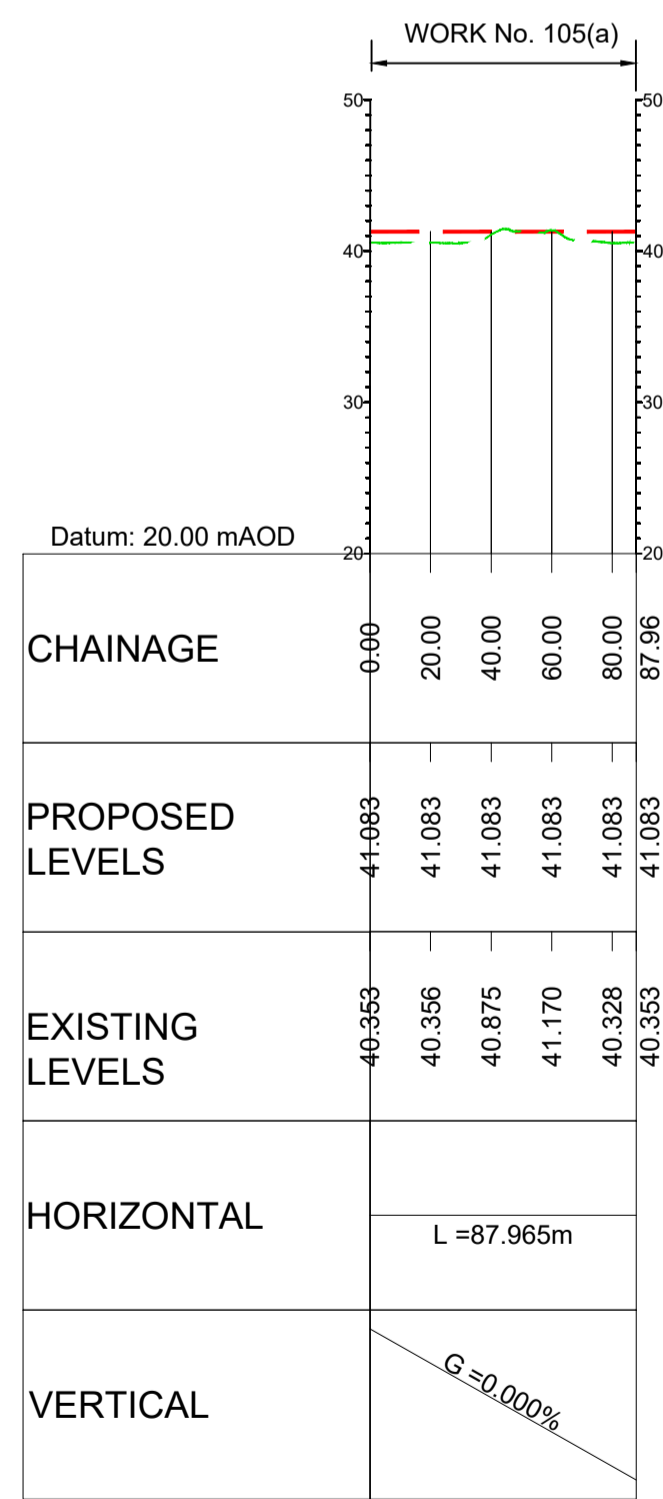 WORK No. 105(a)
50 50
40 40
30 30
Datum: 20.00 mAOD
20 20
CHAINAGE 0.00 20.00 40.00 60.00 80.00 87.96
PROPOSED
LEVELS
41.083 41.083 41.083 41.083 41.083 41.083
EXISTING
LEVELS
40.353 40.356 40.875 41.170 40.328 40.353
HORIZONTAL
L =87.965m
VERTICAL
G =0.000%